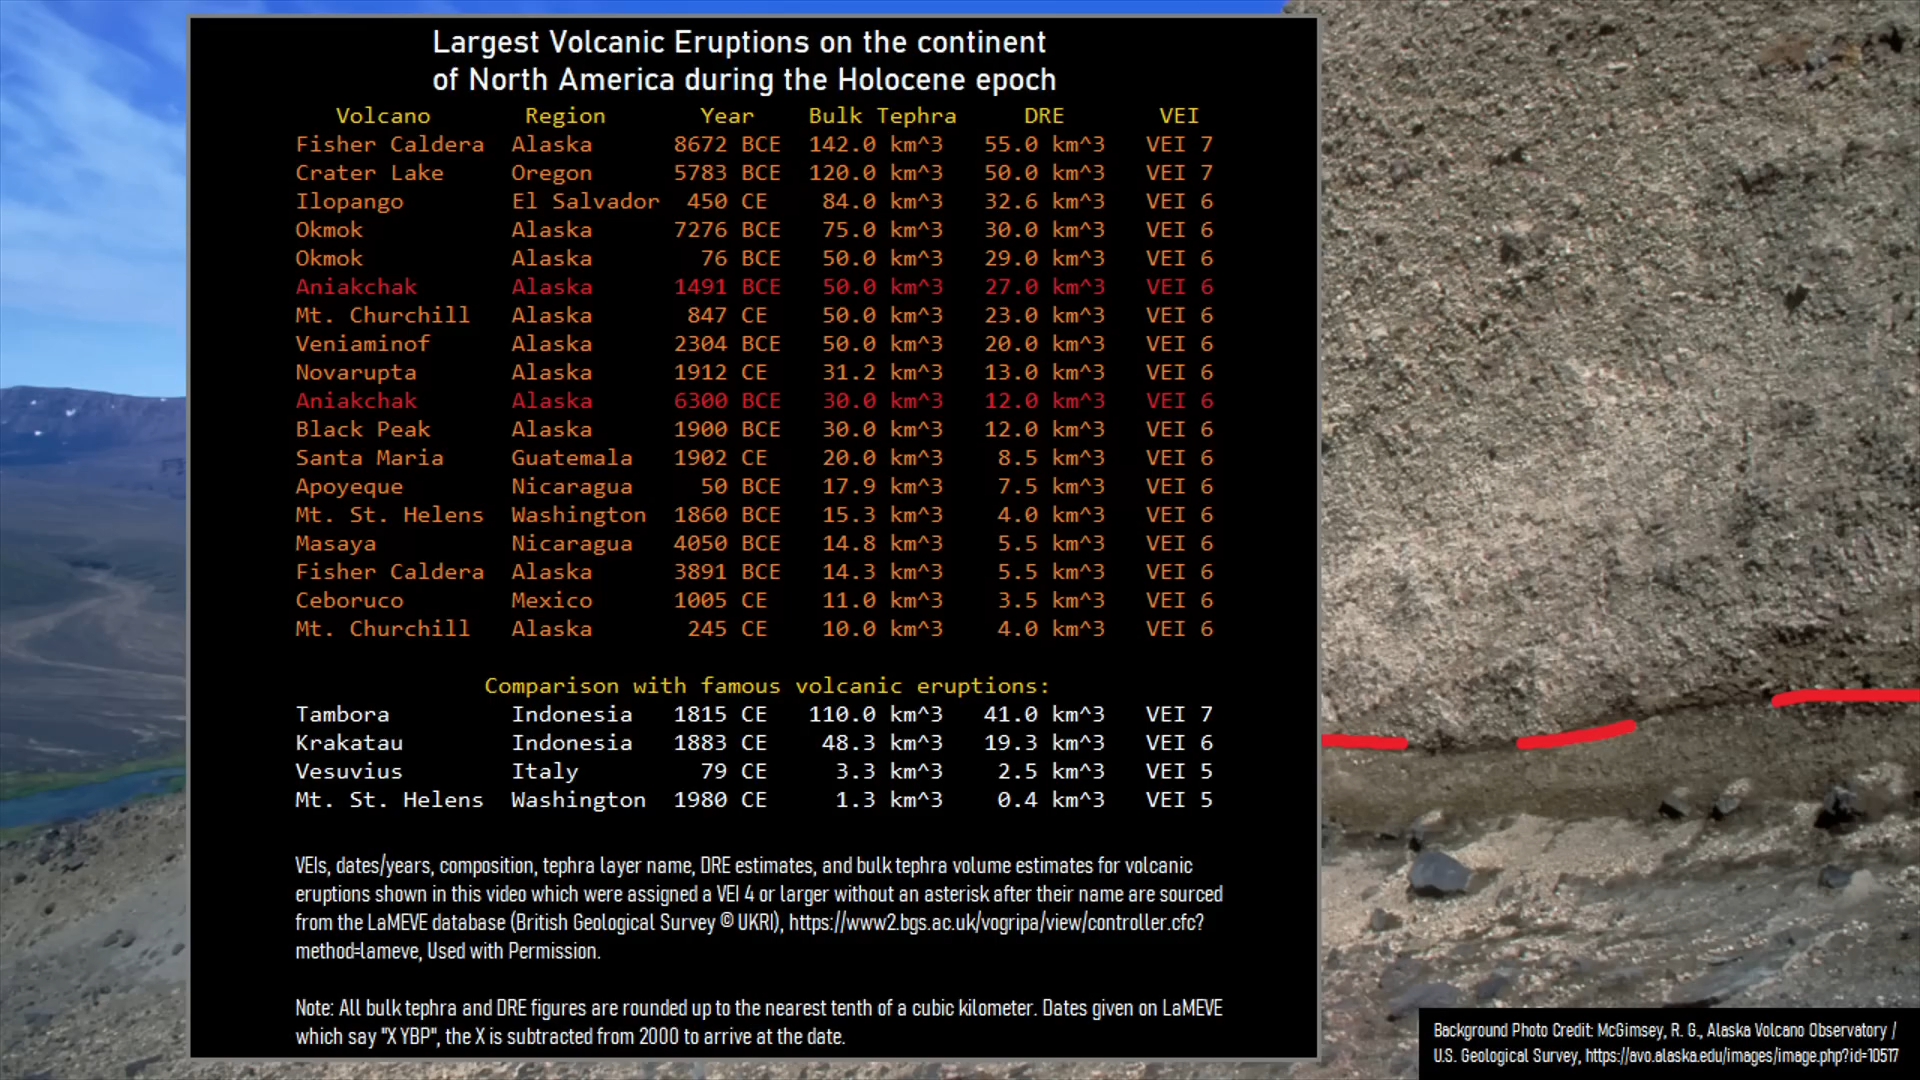 Largest Volcanic Eruptions on the continent
of North America during the Holocene epoch
Volcano Region Year Bulk Tephra DRE VEI
Fisher Caldera Alaska 8672 BCE 142.0 km^3 55.0 km^3 VEI 7
Crater Lake Oregon 5783 BCE 120.0 km^3 50.0 km^3 VEI 7
Ilopango El Salvador 450 CE 84.0 km^3 32.6 km^3 VEI 6
Okmok Alaska 7276 BCE 75.0 km^3 30.0 km^3 VEI 6
Okmok Alaska 76 BCE 50.0 km^3 29.0 km^3 VEI 6
Aniakchak Alaska 1491 BCE 50.0 km^3 27.0 km^3 VEI 6
Mt. Churchill Alaska 847 CE 50.0 km^3 23.0 km^3 VEI 6
Veniaminof Alaska 2304 BCE 50.0 km^3 20.0 km^3 VEI 6
Novarupta Alaska 1912 CE 31.2 km^3 13.0 km^3 VEI 6
Aniakchak Alaska 6300 BCE 30.0 km^3 12.0 km^3 VEI 6
Black Peak Alaska 1900 BCE 30.0 km^3 12.0 km^3 VEI 6
Santa Maria Guatemala 1902 CE 20.0 km^3 8.5 km^3 VEI 6
Apoyeque Nicaragua 50 BCE 17.9 km^3 7.5 km^3 VEI 6
Mt. St. Helens Washington 1860 BCE 15.3 km^3 4.0 km^3 VEI 6
Masaya Nicaragua 4050 BCE 14.8 km^3 5.5 km^3 VEI 6
Fisher Caldera Alaska 3891 BCE 14.3 km^3 5.5 km^3 VEI 6
Ceboruco Mexico 1005 CE 11.0 km^3 3.5 km^3 VEI 6
Mt. Churchill Alaska 245 CE 10.0 km^3 4.0 km^3 VEI 6
Comparison with famous volcanic eruptions:
Tambora Indonesia 1815 CE 110.0 km^3 41.0 km^3 VEI 7
Krakatau Indonesia 1883 CE 48.3 km^3 19.3 km^3 VEI 6
Vesuvius Italy 79 CE 3.3 km^3 2.5 km^3 VEI 5
Mt. St. Helens Washington 1980 CE 1.3 km^3 0.4 km^3 VEI 5
VEIs, dates/years, composition, tephra layer name, DRE estimates, and bulk tephra volume estimates for volcanic
eruptions shown in this video which were assigned a VEI 4 or larger without an asterisk after their name are sourced
from the LaMEVE database (British Geological Survey © UKRI), https://www2.bgs.ac.uk/vogripa/view/controller.cfc?
method=lameve, Used with Permission.
Note: All bulk tephra and DRE figures are rounded up to the nearest tenth of a cubic kilometer. Dates given on LaMEVE
which say "X YBP", the X is subtracted from 2000 to arrive at the date.
Background Photo Credit: McGimsey, R. G., Alaska Volcano Observatory /
U.S. Geological Survey, https://avo.alaska.edu/images/image.php?id=10517